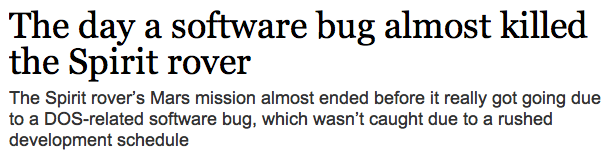 The day a software bug almost killed
the Spirit rover
The Spirit rover’s Mars mission almost ended before it really got going due
to a DOS-related software bug, which wasn’t caught due to a rushed
development schedule